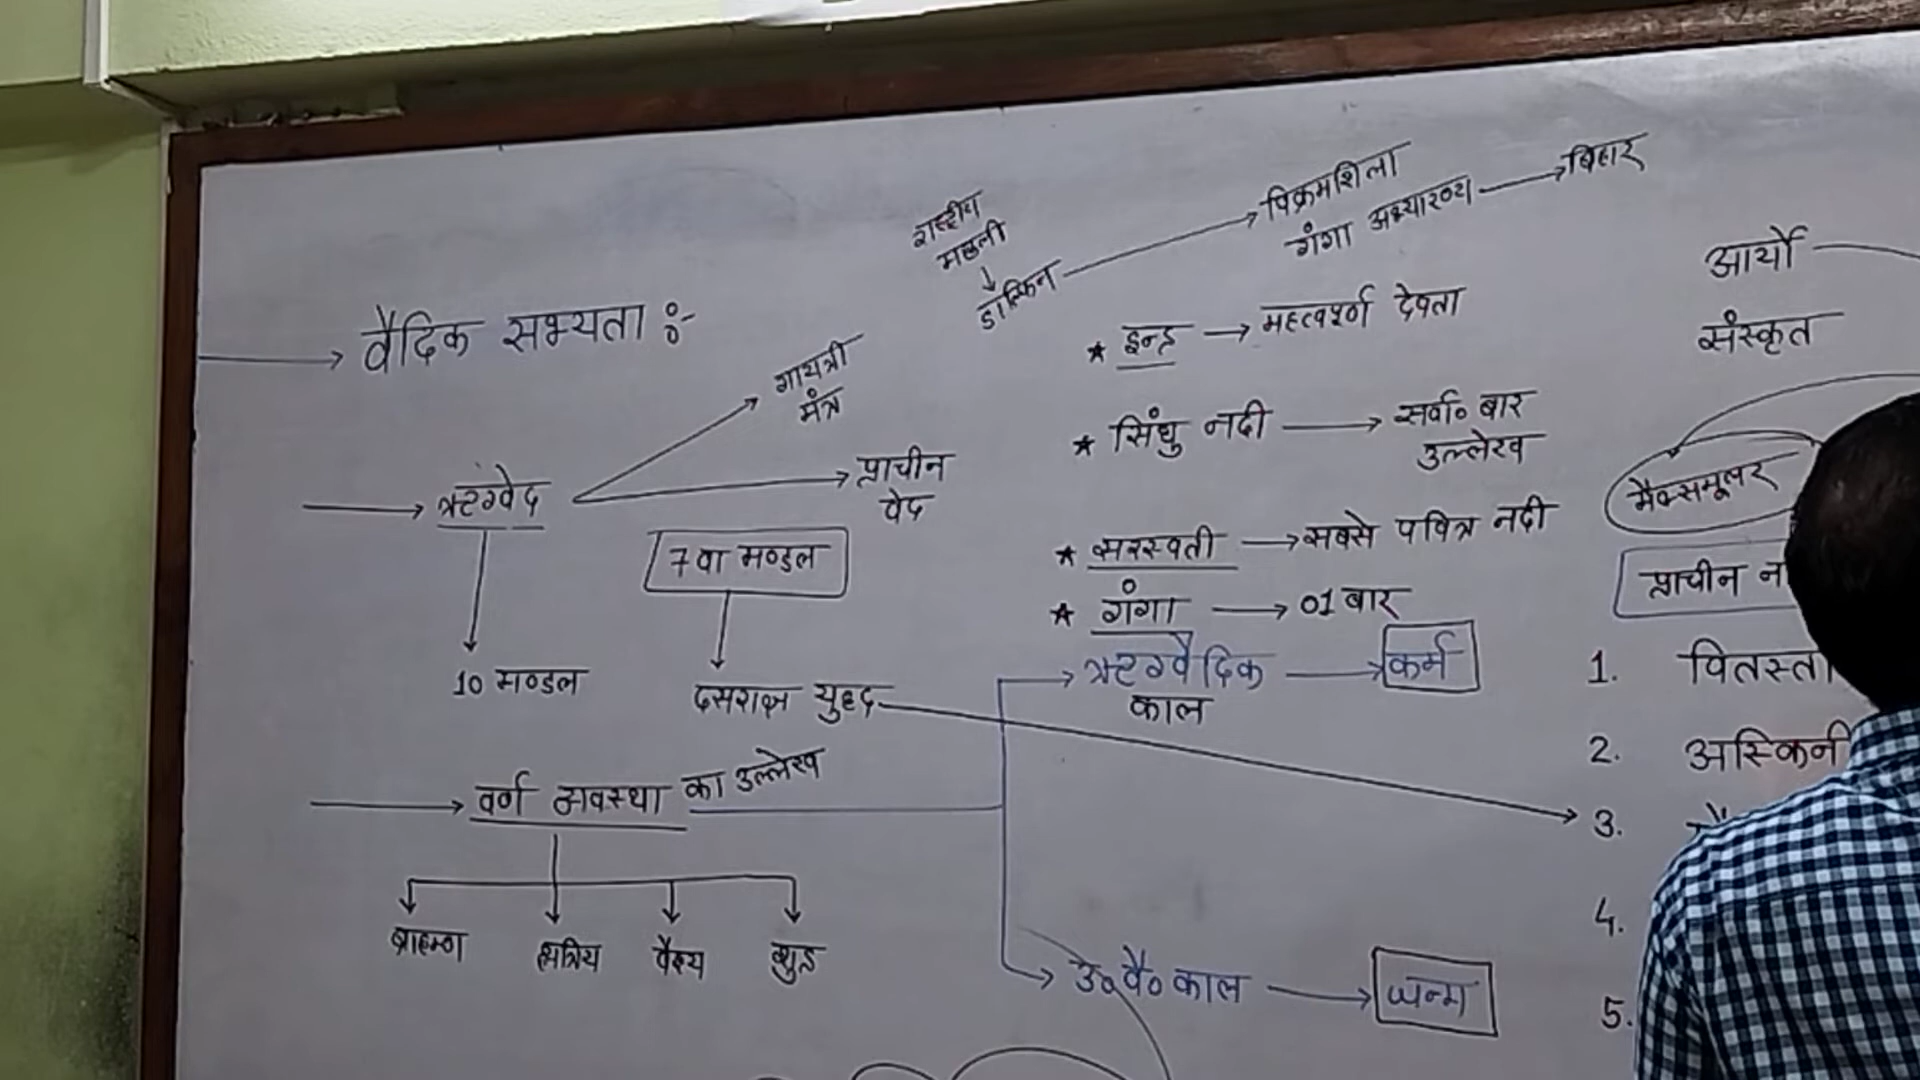 वैदिक सभ्यता :-
ऋग्वेद
गायत्री
मंत्र
प्राचीन
वेद
10 मण्डल
7 वा मण्डल
दसराज्ञ युद्ध
वर्ण व्यवस्था का उल्लेख
ब्राह्मण क्षत्रिय वैश्य शुद्र
राष्ट्रीय
मछली
डॉल्फिन
विक्रमशिला
गंगा अभ्यारण्य
बिहार
* इन्द्र महत्वपूर्ण देवता
* सिंधु नदी सर्वा० बार
उल्लेख
* सरस्वती सबसे पवित्र नदी
* गंगा 01 बार
ऋग्वैदिक
काल
कर्म
उ० वै० काल
जन्म
आर्यो
संस्कृत
मैक्समूलर
प्राचीन
1. वितस्ता
2. अस्किनी
3.
4.
5.